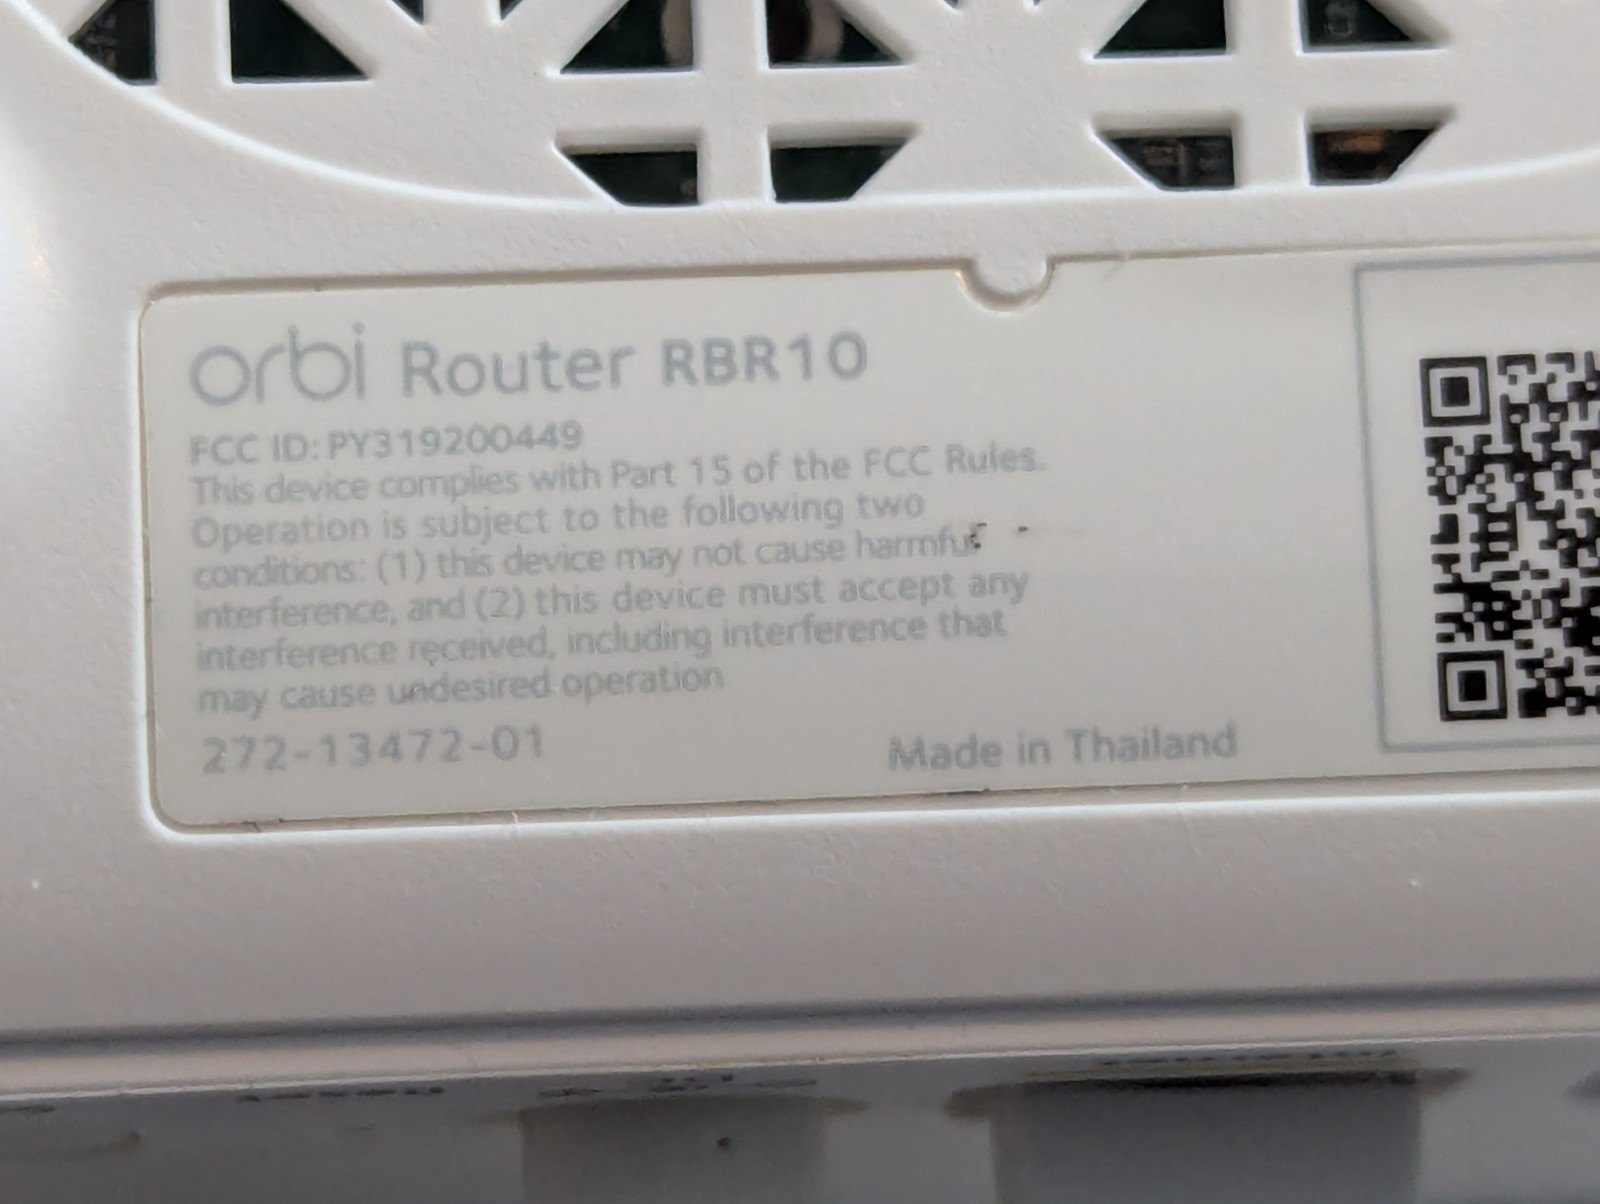 orbi Router RBR10
FCC ID: PY319200449
This device complies with Part 15 of the FCC Rules.
Operation is subject to the following two
conditions: (1) this device may not cause harmful
interference, and (2) this device must accept any
interference received, including interference that
may cause undesired operation
272-13472-01
Made in Thailand